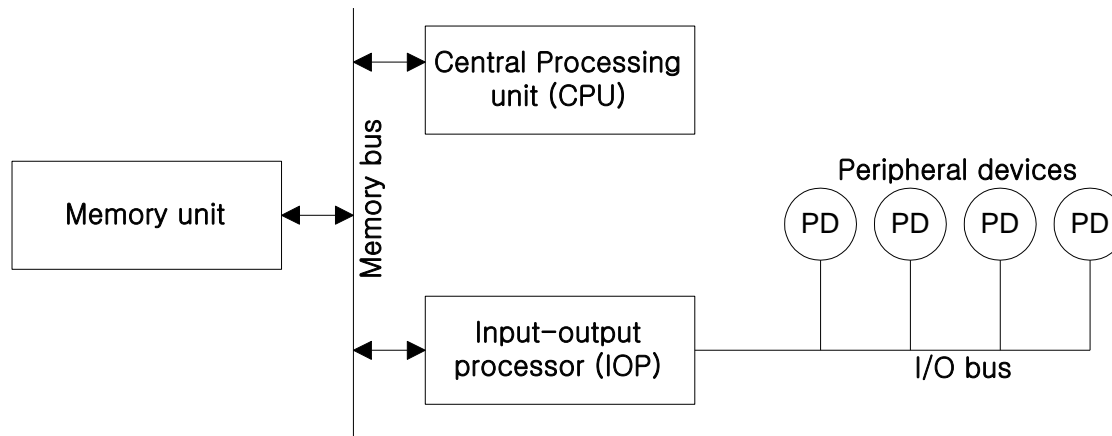 Central Processing
unit (CPU)
Memory bus
Memory unit
Peripheral devices
PD PD PD PD
Input-output
processor (IOP)
I/O bus